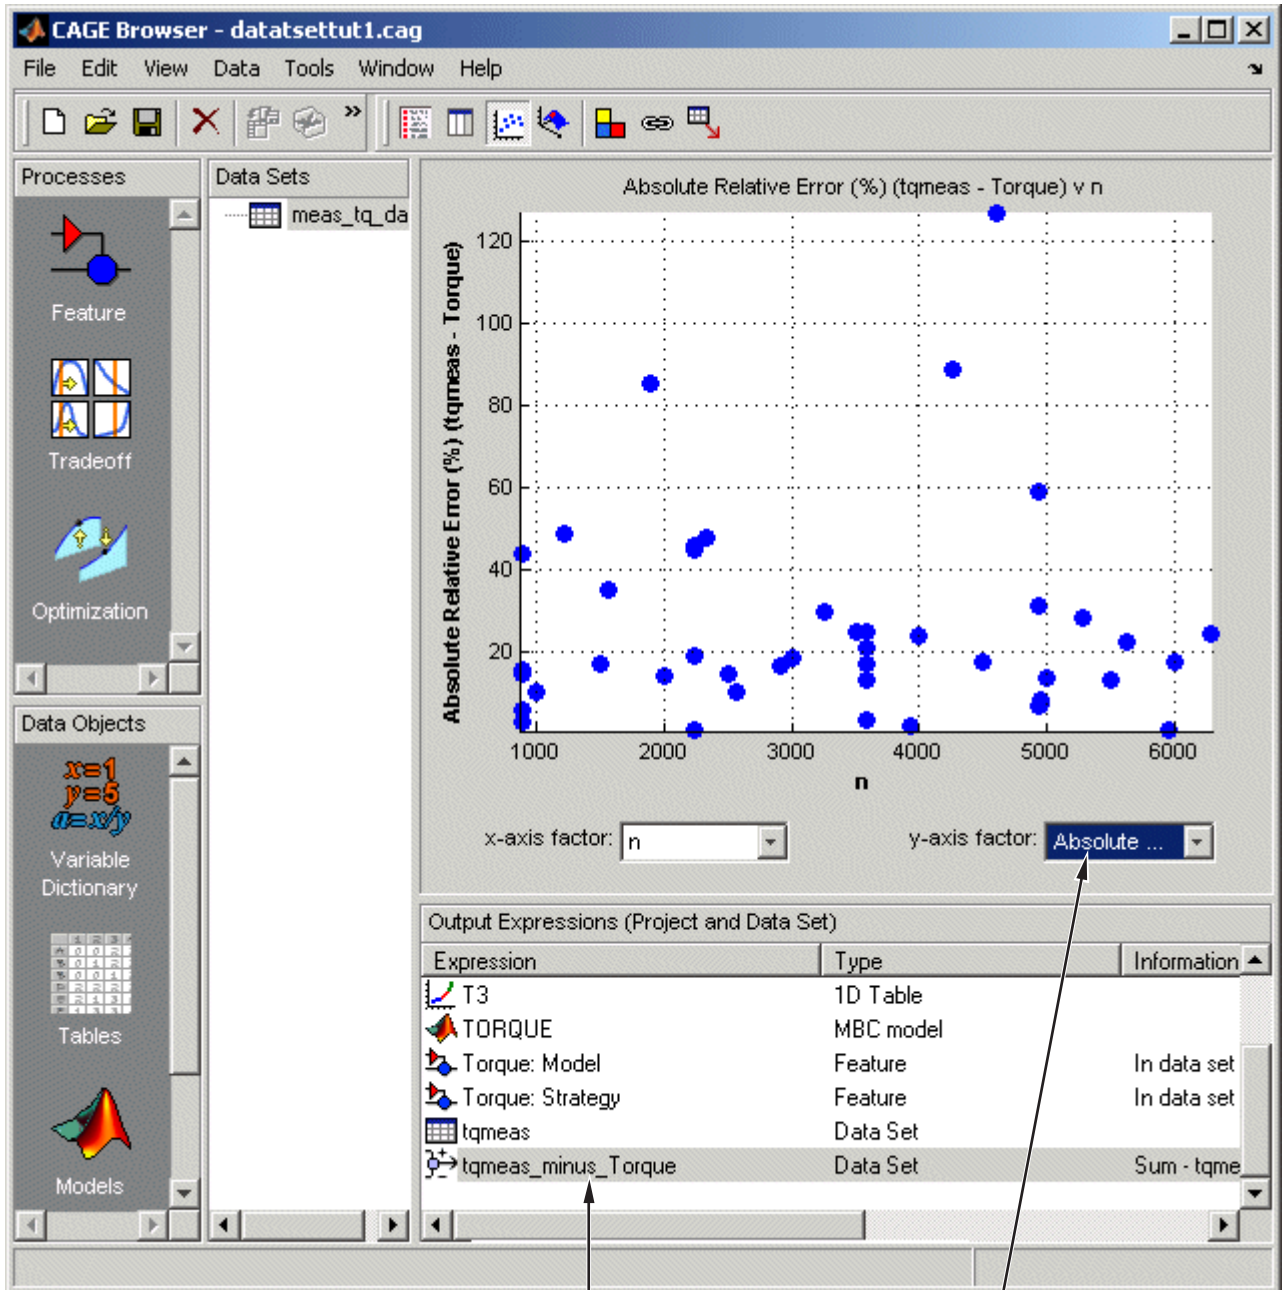 CAGE Browser - datatsettut1.cag
File Edit View Data Tools Window Help
Processes
Feature
Tradeoff
Optimization
Data Objects
x=1
y=5
a=x/y
Variable
Dictionary
Tables
Models
Data Sets
meas_tq_da
Absolute Relative Error (%) (tqmeas - Torque) v n
Absolute Relative Error (%) (tqmeas - Torque)
120
100
80
60
40
20
1000 2000 3000 4000 5000 6000
n
x-axis factor: n y-axis factor: Absolute ...
Output Expressions (Project and Data Set)
Expression Type Information
T3 1D Table
TORQUE MBC model
Torque: Model Feature In data set
Torque: Strategy Feature In data set
tqmeas Data Set
tqmeas_minus_Torque Data Set Sum - tqme